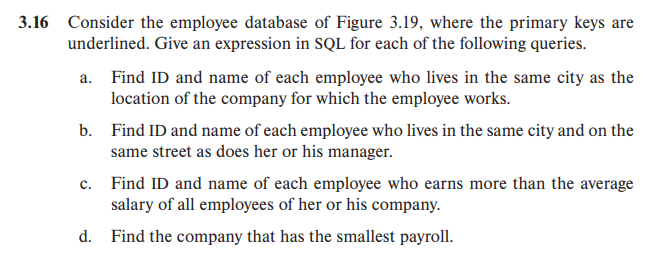 3.16 Consider the employee database of Figure 3.19, where the primary keys are
underlined. Give an expression in SQL for each of the following queries.
a. Find ID and name of each employee who lives in the same city as the
location of the company for which the employee works.
b. Find ID and name of each employee who lives in the same city and on the
same street as does her or his manager.
c. Find ID and name of each employee who earns more than the average
salary of all employees of her or his company.
d. Find the company that has the smallest payroll.